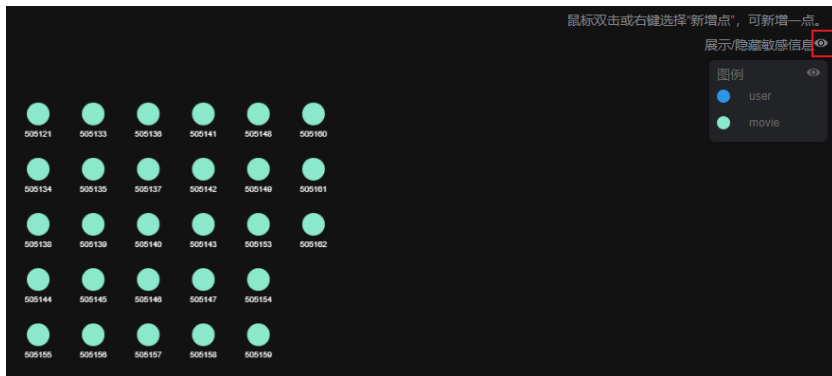 鼠标双击或右键选择“新增点”，可新增一点。
展示/隐藏敏感信息
图例
user
movie
505121 505133 505136 505141 505148 505160
505134 505135 505137 505142 505149 505161
505138 505139 505140 505143 505153 505162
505144 505145 505146 505147 505154
505155 505156 505157 505158 505159